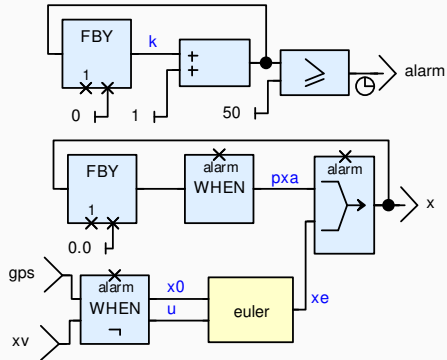 FBY
1
k
+
+
0
1
50
≥
alarm
FBY
1
0.0
alarm
WHEN
pxa
alarm
x
gps
xv
alarm
WHEN
¬
x0
u
euler
xe